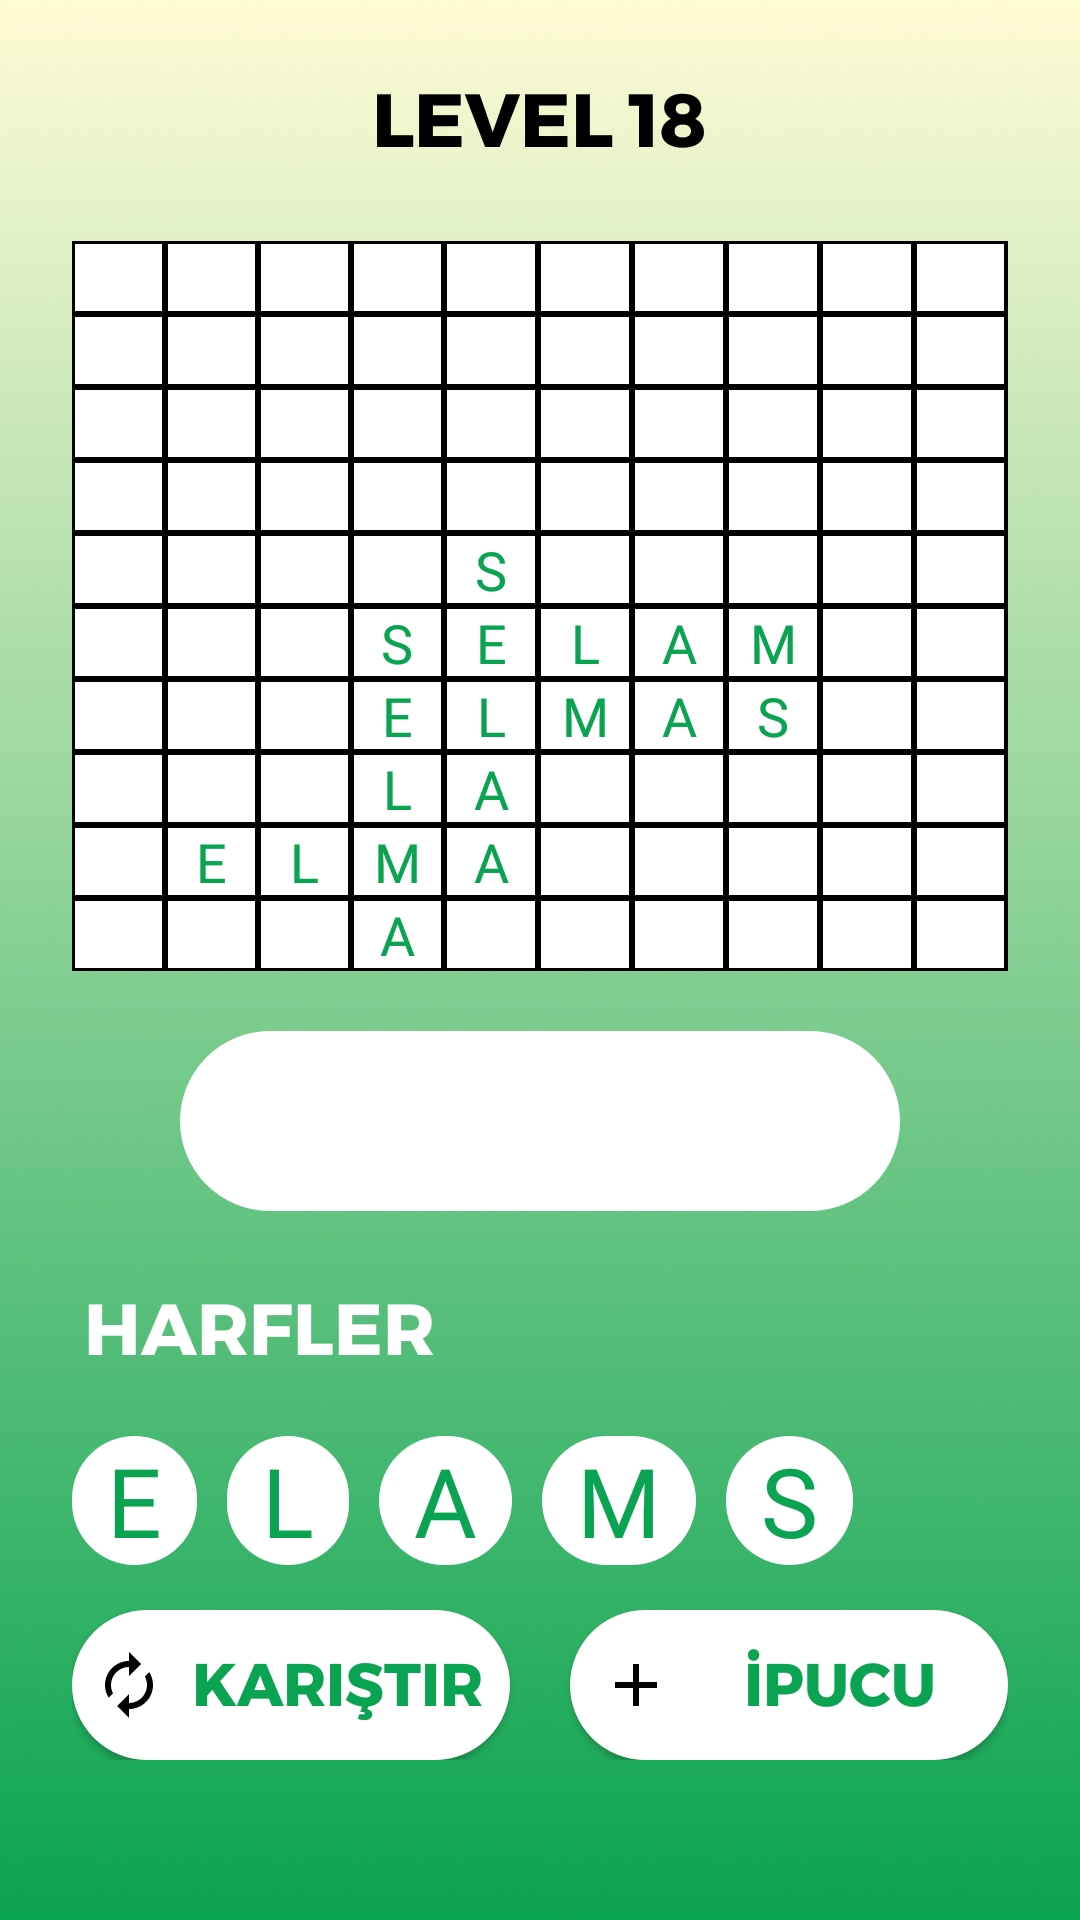 LEVEL 18
S
S E L A M
E L M A S
L A
E L M A
A
HARFLER
E L A M S
KARIŞTIR İPUCU